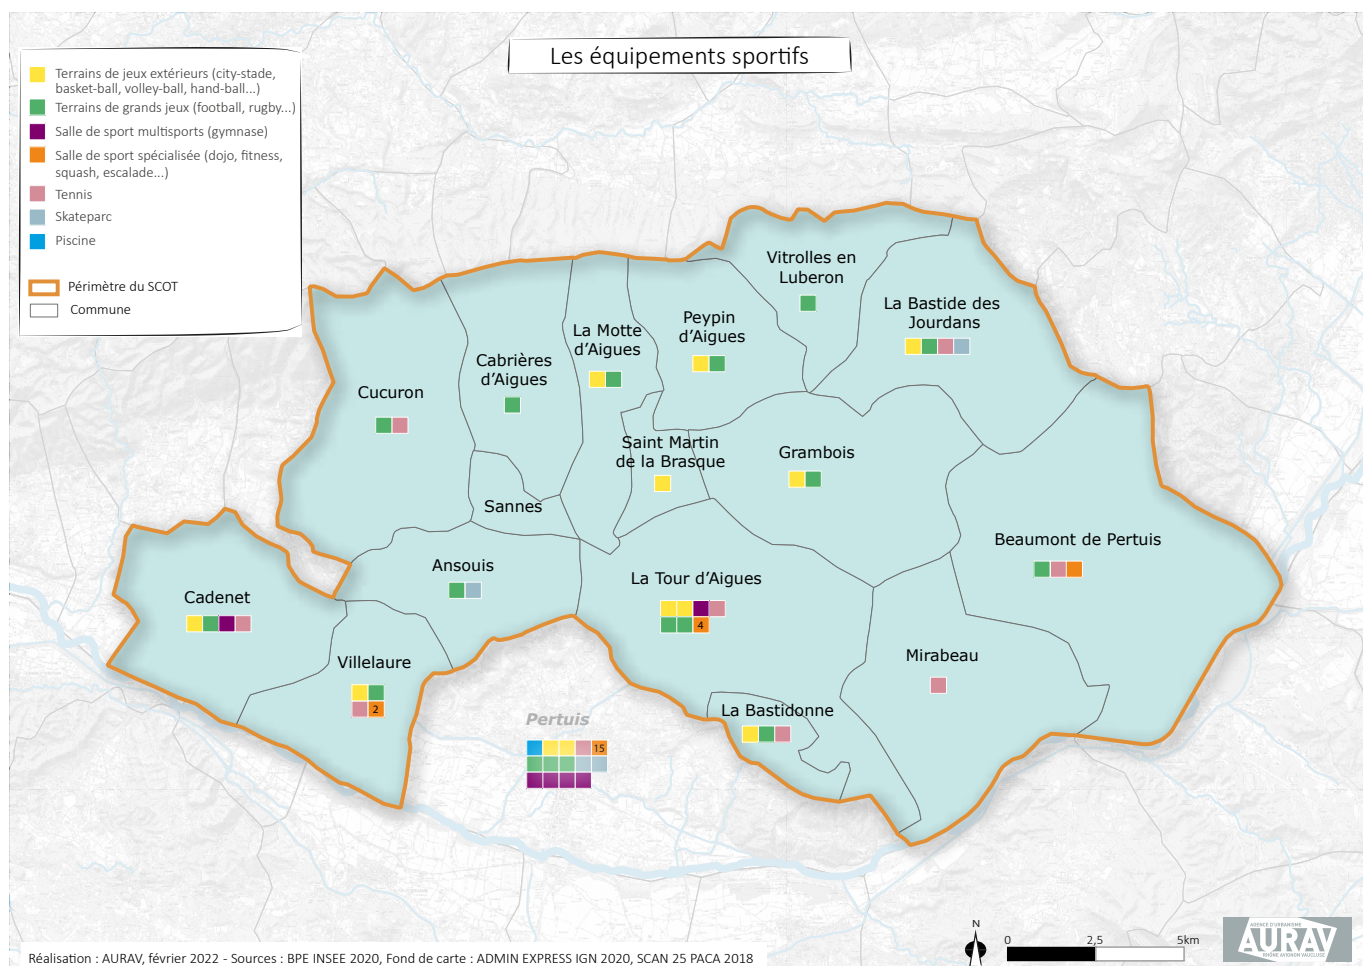 Les équipements sportifs
Terrains de jeux extérieurs (city-stade,
basket-ball, volley-ball, hand-ball...)
Terrains de grands jeux (football, rugby...)
Salle de sport multisports (gymnase)
Salle de sport spécialisée (dojo, fitness,
squash, escalade...)
Tennis
Skateparc
Piscine
Périmètre du SCOT
Commune
Vitrolles en
Luberon
La Bastide des
Jourdans
Peypin
d'Aigues
La Motte
d'Aigues
Cabrières
d'Aigues
Cucuron
Saint Martin
de la Brasque
Grambois
Sannes
Beaumont de Pertuis
Ansouis
La Tour d'Aigues
4
Cadenet
Villelaure
2
Mirabeau
La Bastidonne
Pertuis
15
N
0
2,5
5km
AGENCE D'URBANISME
AURAV
RHÔNE AVIGNON VAUCLUSE
Réalisation : AURAV, février 2022 - Sources : BPE INSEE 2020, Fond de carte : ADMIN EXPRESS IGN 2020, SCAN 25 PACA 2018